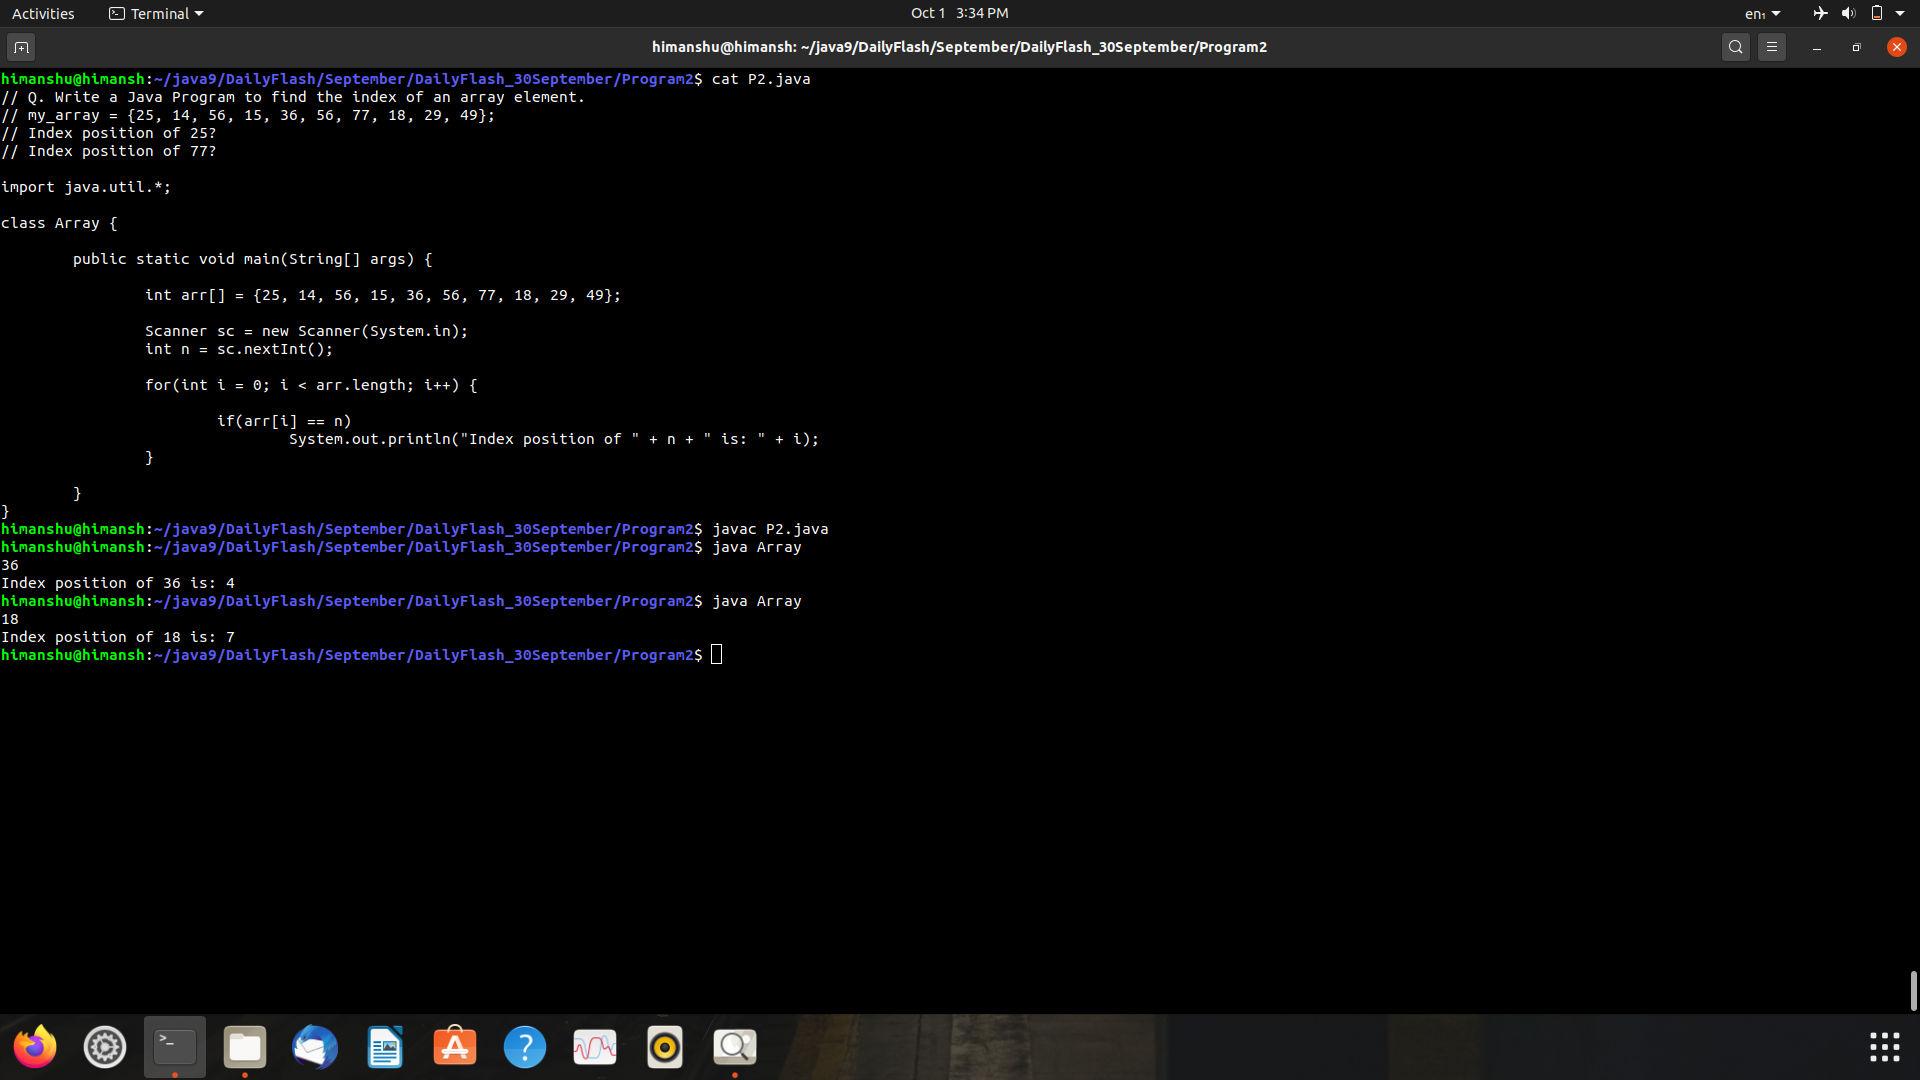 Activities Terminal Oct 1 3:34 PM en₁
himanshu@himansh: ~/java9/DailyFlash/September/DailyFlash_30September/Program2
himanshu@himansh:~/java9/DailyFlash/September/DailyFlash_30September/Program2$ cat P2.java
// Q. Write a Java Program to find the index of an array element.
// my_array = {25, 14, 56, 15, 36, 56, 77, 18, 29, 49};
// Index position of 25?
// Index position of 77?
import java.util.*;
class Array {
public static void main(String[] args) {
int arr[] = {25, 14, 56, 15, 36, 56, 77, 18, 29, 49};
Scanner sc = new Scanner(System.in);
int n = sc.nextInt();
for(int i = 0; i < arr.length; i++) {
if(arr[i] == n)
System.out.println("Index position of " + n + " is: " + i);
}
}
}
himanshu@himansh:~/java9/DailyFlash/September/DailyFlash_30September/Program2$ javac P2.java
himanshu@himansh:~/java9/DailyFlash/September/DailyFlash_30September/Program2$ java Array
36
Index position of 36 is: 4
himanshu@himansh:~/java9/DailyFlash/September/DailyFlash_30September/Program2$ java Array
18
Index position of 18 is: 7
himanshu@himansh:~/java9/DailyFlash/September/DailyFlash_30September/Program2$